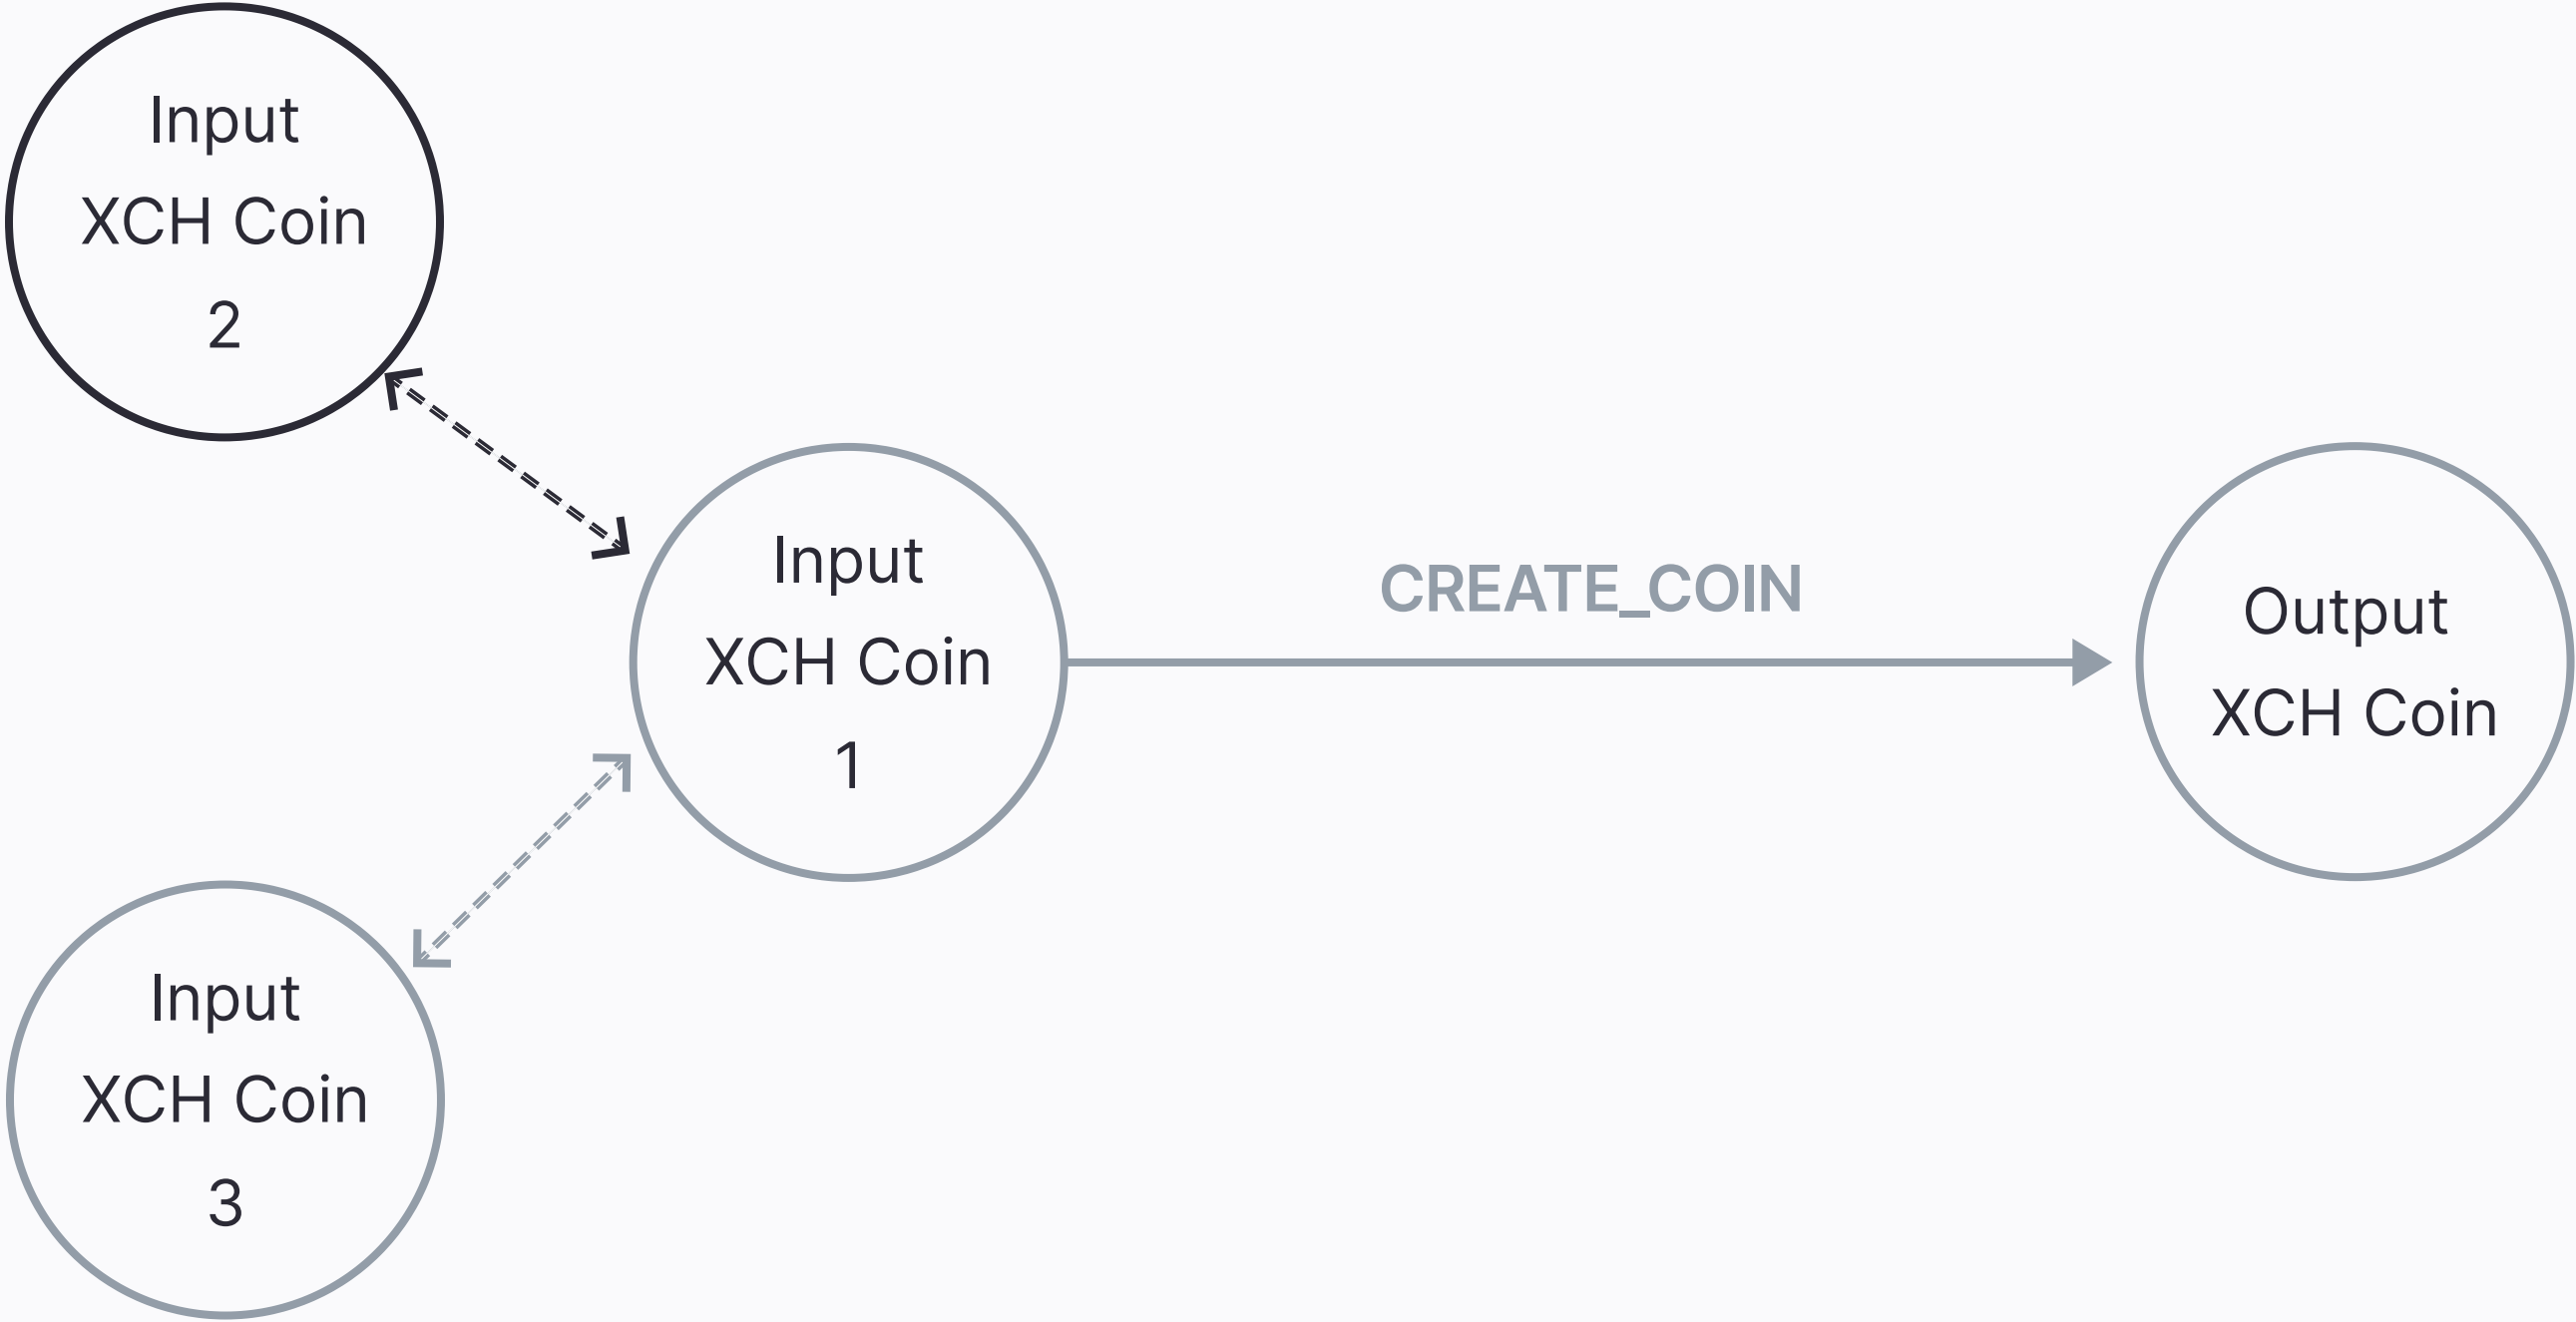 Input
XCH Coin
2
Input
XCH Coin
1
CREATE_COIN
Output
XCH Coin
Input
XCH Coin
3